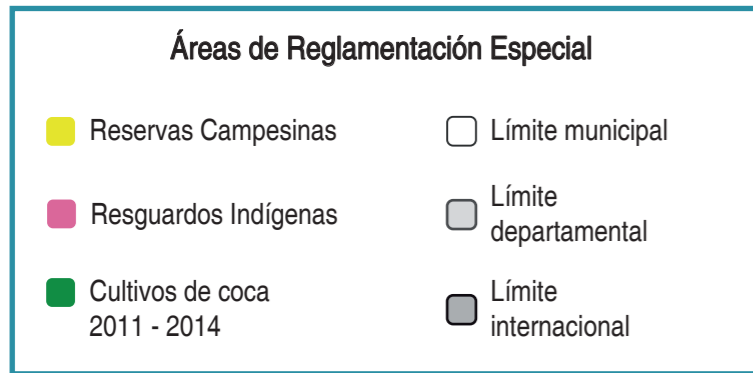 Áreas de Reglamentación Especial
Reservas Campesinas
Límite municipal
Resguardos Indígenas
Límite
departamental
Cultivos de coca
2011 - 2014
Límite
internacional